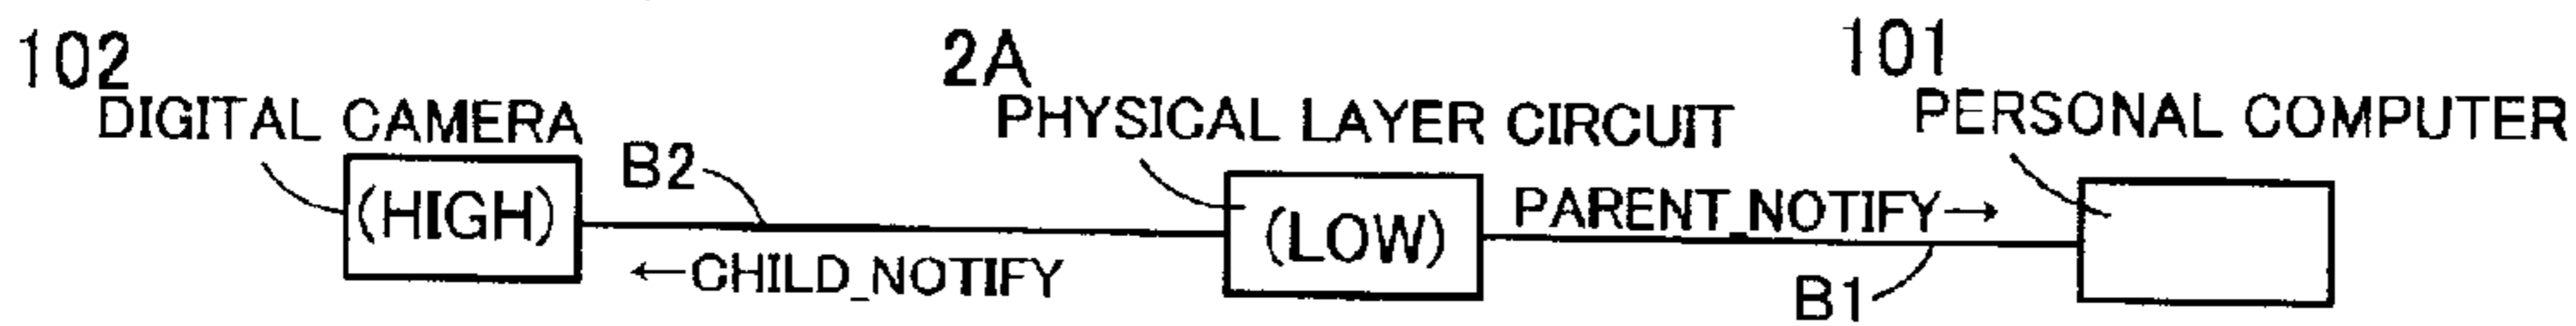 102 2A 101
DIGITAL CAMERA PHYSICAL LAYER CIRCUIT PERSONAL COMPUTER
(HIGH) B2 (LOW) PARENT_NOTIFY→
←CHILD_NOTIFY B1